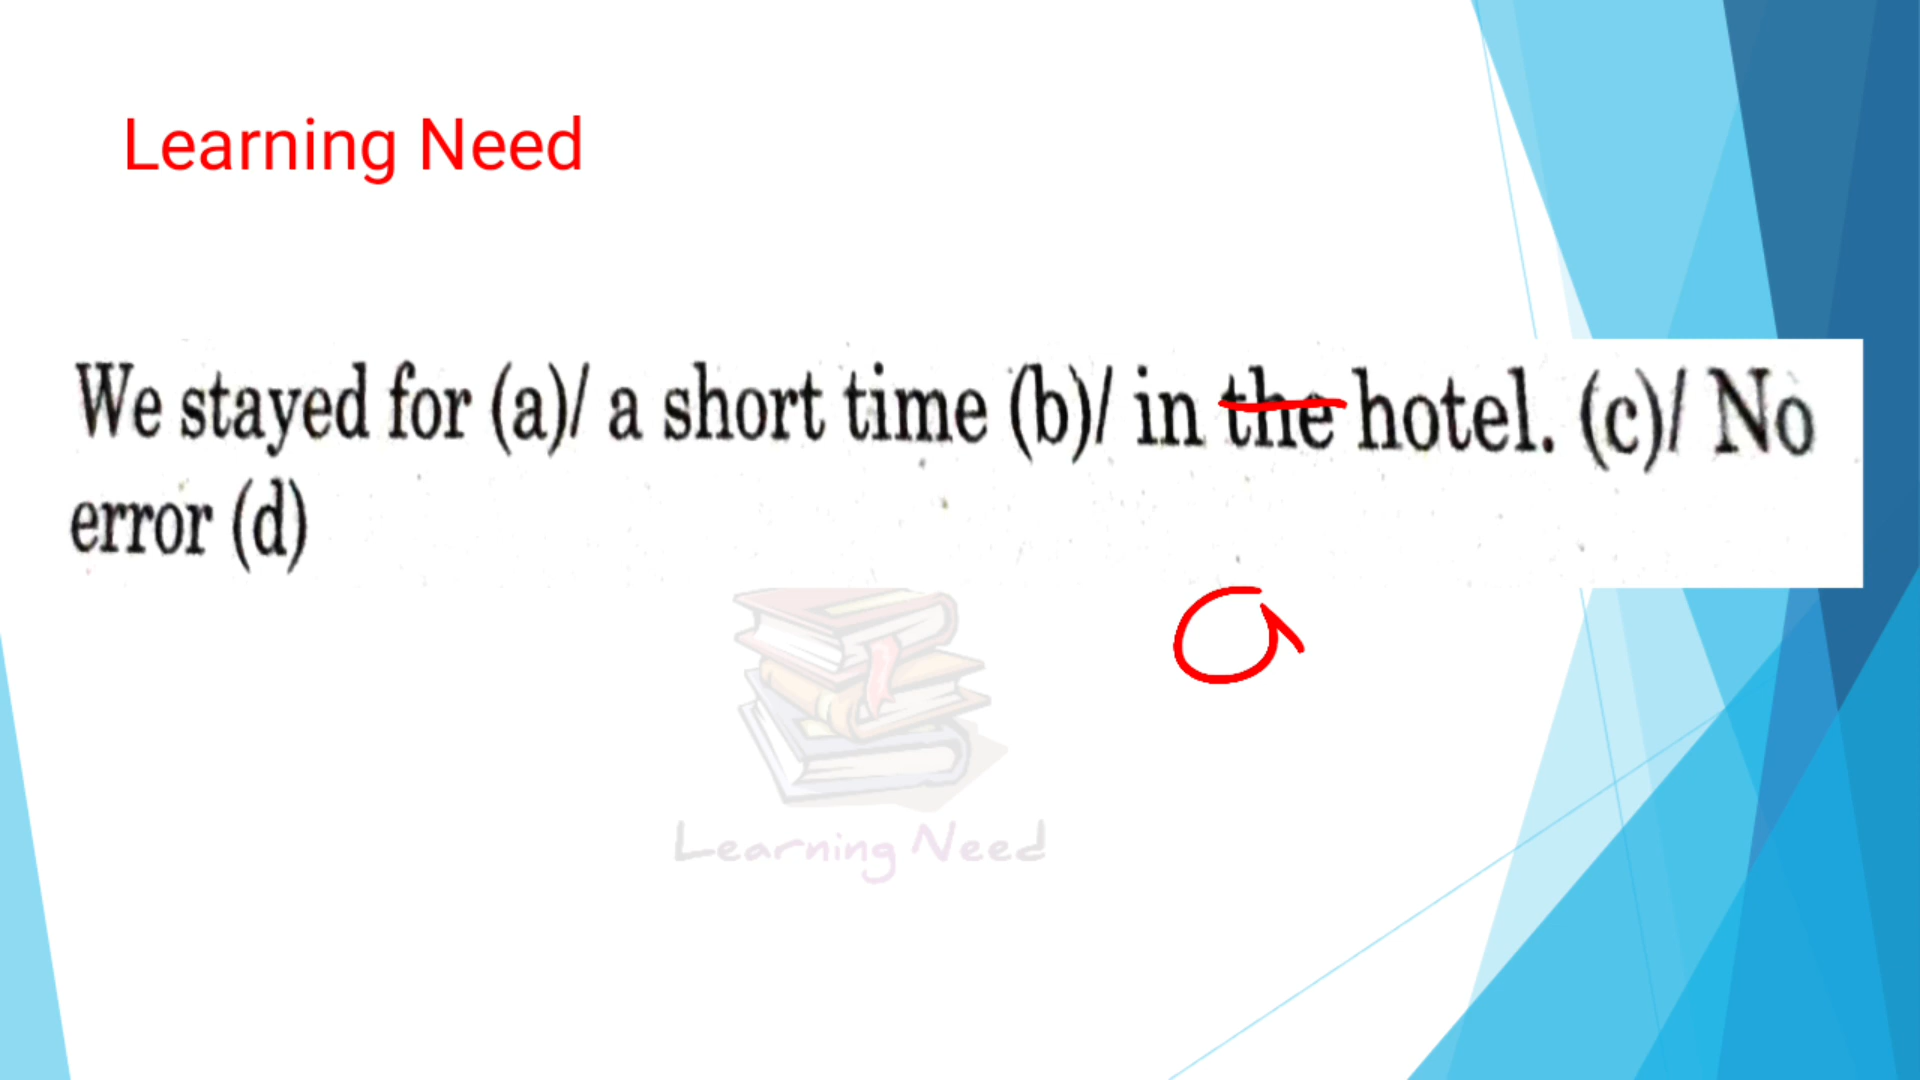 Learning Need
We stayed for (a)/ a short time (b)/ in the hotel. (c)/ No
error (d)
a
Learning Need